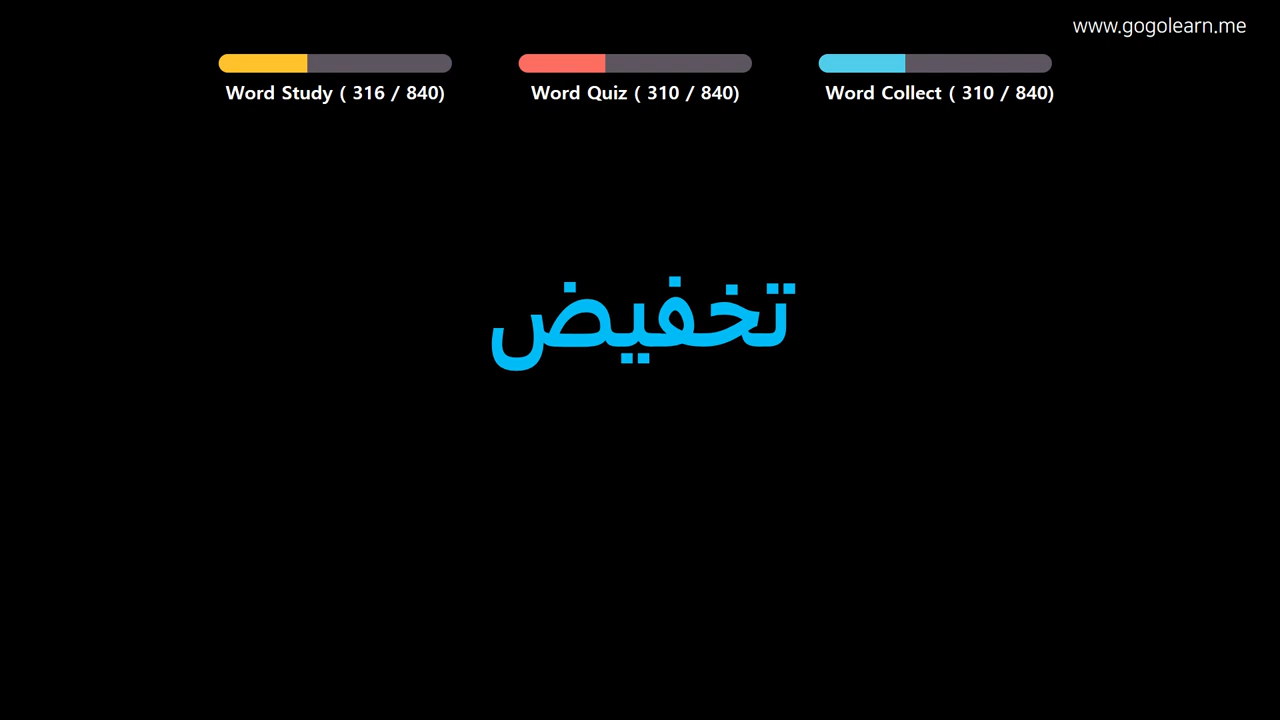 www.gogolearn.me
Word Study ( 316 / 840)
Word Quiz ( 310 / 840)
Word Collect ( 310 / 840)
تخفيض